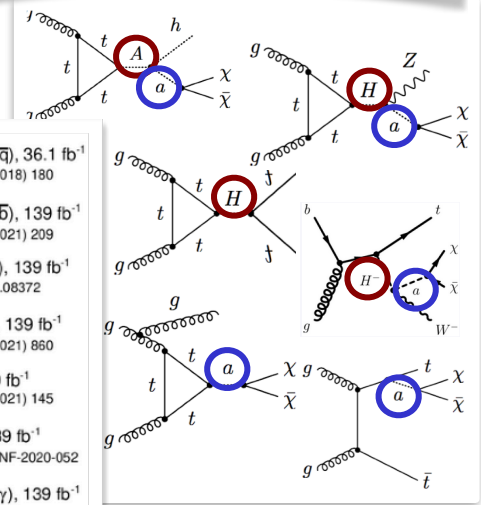 h
t
A
t
t
a
χ
χ̄
g
t
H
Z
t
t
a
χ
χ̄
g
q̄), 36.1 fb⁻¹
018) 180
b̄), 139 fb⁻¹
021) 209
), 139 fb⁻¹
.08372
139 fb⁻¹
021) 860
fb⁻¹
021) 145
39 fb⁻¹
NF-2020-052
γ), 139 fb⁻¹
g
t
H
t
t
g
b
t
H⁻
a
χ
χ̄
g
W⁻
g
g
t
a
χ
χ̄
t
t
g
g
t
a
χ
χ̄
g
t̄